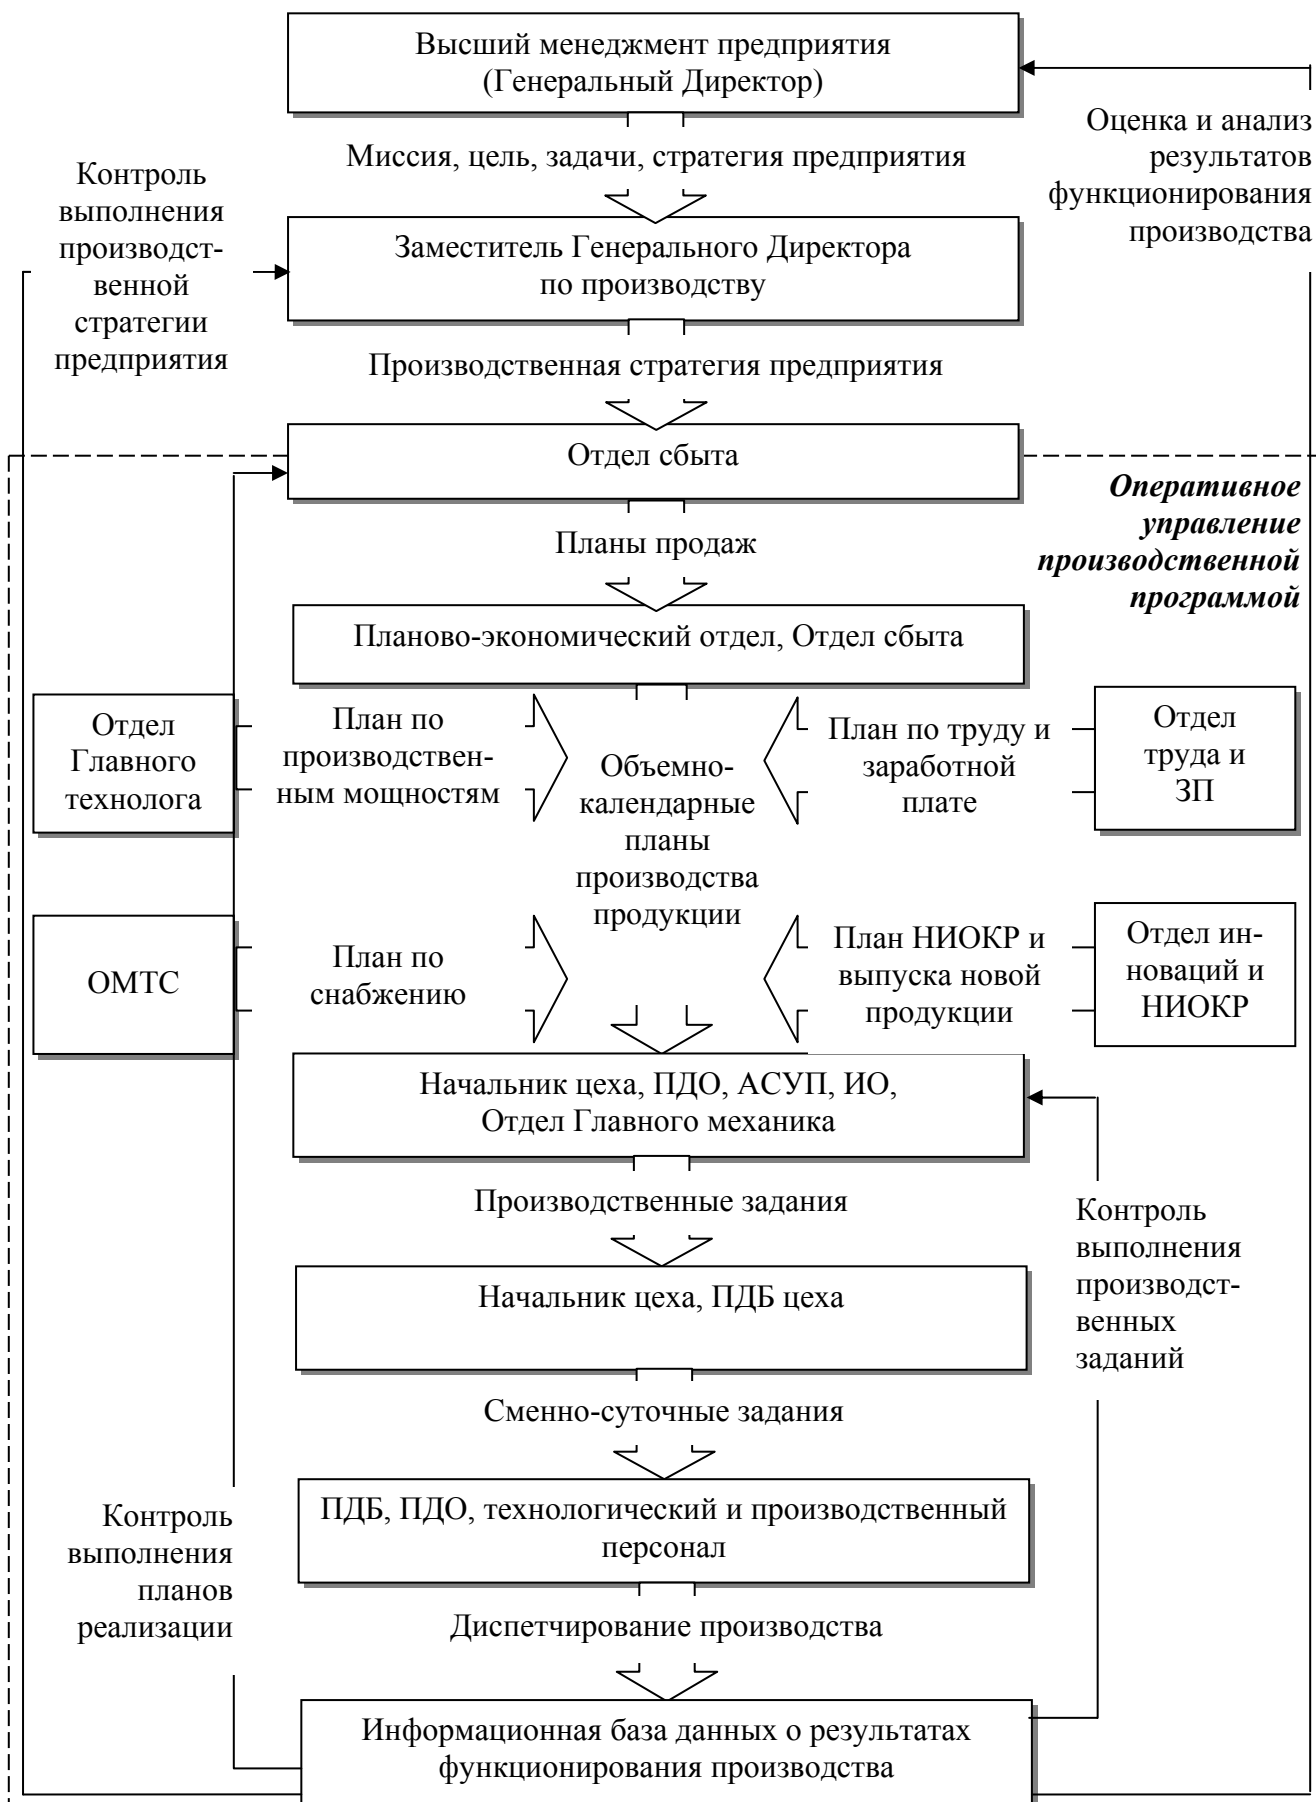 Высший менеджмент предприятия
(Генеральный Директор)
Оценка и анализ
результатов
функционирования
производства
Миссия, цель, задачи, стратегия предприятия
Контроль
выполнения
производст-
венной
стратегии
предприятия
Заместитель Генерального Директора
по производству
Производственная стратегия предприятия
Отдел сбыта
Оперативное
управление
производственной
программой
Планы продаж
Планово-экономический отдел, Отдел сбыта
Отдел
Главного
технолога
План по
производствен-
ным мощностям
Объемно-
календарные
планы
производства
продукции
План по труду и
заработной
плате
Отдел
труда и
ЗП
ОМТС
План по
снабжению
План НИОКР и
выпуска новой
продукции
Отдел ин-
новаций и
НИОКР
Начальник цеха, ПДО, АСУП, ИО,
Отдел Главного механика
Производственные задания
Контроль
выполнения
производст-
венных
заданий
Начальник цеха, ПДБ цеха
Сменно-суточные задания
ПДБ, ПДО, технологический и производственный
персонал
Контроль
выполнения
планов
реализации
Диспетчирование производства
Информационная база данных о результатах
функционирования производства